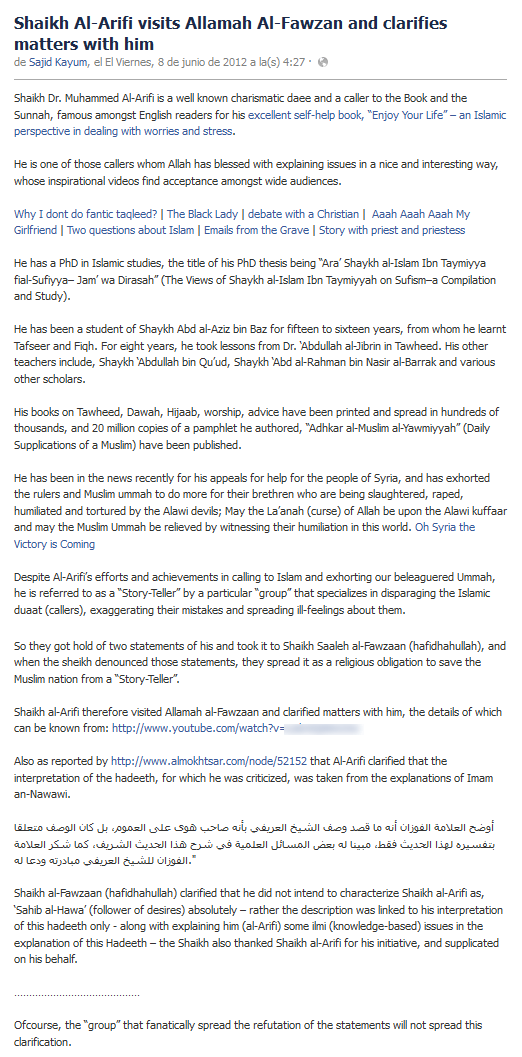 Shaikh Al-Arifi visits Allamah Al-Fawzan and clarifies
matters with him
de Sajid Kayum, el El Viernes, 8 de junio de 2012 a la(s) 4:27 ·
Shaikh Dr. Muhammed Al-Arifi is a well known charismatic daee and a caller to the Book and the
Sunnah, famous amongst English readers for his excellent self-help book, “Enjoy Your Life” – an Islamic
perspective in dealing with worries and stress.
He is one of those callers whom Allah has blessed with explaining issues in a nice and interesting way,
whose inspirational videos find acceptance amongst wide audiences.
Why I dont do fantic taqleed? | The Black Lady | debate with a Christian | Aaah Aaah Aaah My
Girlfriend | Two questions about Islam | Emails from the Grave | Story with priest and priestess
He has a PhD in Islamic studies, the title of his PhD thesis being “Ara’ Shaykh al-Islam Ibn Taymiyya
fial-Sufiyya– Jam’ wa Dirasah” (The Views of Shaykh al-Islam Ibn Taymiyyah on Sufism–a Compilation
and Study).
He has been a student of Shaykh Abd al-Aziz bin Baz for fifteen to sixteen years, from whom he learnt
Tafseer and Fiqh. For eight years, he took lessons from Dr. ‘Abdullah al-Jibrin in Tawheed. His other
teachers include, Shaykh ‘Abdullah bin Qu’ud, Shaykh ‘Abd al-Rahman bin Nasir al-Barrak and various
other scholars.
His books on Tawheed, Dawah, Hijaab, worship, advice have been printed and spread in hundreds of
thousands, and 20 million copies of a pamphlet he authored, “Adhkar al-Muslim al-Yawmiyyah” (Daily
Supplications of a Muslim) have been published.
He has been in the news recently for his appeals for help for the people of Syria, and has exhorted
the rulers and Muslim ummah to do more for their brethren who are being slaughtered, raped,
humiliated and tortured by the Alawi devils; May the La’anah (curse) of Allah be upon the Alawi kuffaar
and may the Muslim Ummah be relieved by witnessing their humiliation in this world. Oh Syria the
Victory is Coming
Despite Al-Arifi’s efforts and achievements in calling to Islam and exhorting our beleaguered Ummah,
he is referred to as a “Story-Teller” by a particular “group” that specializes in disparaging the Islamic
duaat (callers), exaggerating their mistakes and spreading ill-feelings about them.
So they got hold of two statements of his and took it to Shaikh Saaleh al-Fawzaan (hafidhahullah), and
when the sheikh denounced those statements, they spread it as a religious obligation to save the
Muslim nation from a “Story-Teller”.
Shaikh al-Arifi therefore visited Allamah al-Fawzaan and clarified matters with him, the details of which
can be known from: http://www.youtube.com/watch?v=
Also as reported by http://www.almokhtsar.com/node/52152 that Al-Arifi clarified that the
interpretation of the hadeeth, for which he was criticized, was taken from the explanations of Imam
an-Nawawi.
أوضح العلامة الفوزان أنه ما قصد وصف الشيخ العريفي بأنه صاحب هوى على العموم، بل كان الوصف متعلقا
بتفسيره لهذا الحديث فقط، مبينا له بعض المسائل العلمية في شرح هذا الحديث الشريف، كما شكر العلامة
الفوزان للشيخ العريفي مبادرته ودعا له."
Shaikh al-Fawzaan (hafidhahullah) clarified that he did not intend to characterize Shaikh al-Arifi as,
‘Sahib al-Hawa’ (follower of desires) absolutely – rather the description was linked to his interpretation
of this hadeeth only - along with explaining him (al-Arifi) some ilmi (knowledge-based) issues in the
explanation of this Hadeeth – the Shaikh also thanked Shaikh al-Arifi for his initiative, and supplicated
on his behalf.
..........................................
Ofcourse, the “group” that fanatically spread the refutation of the statements will not spread this
clarification.